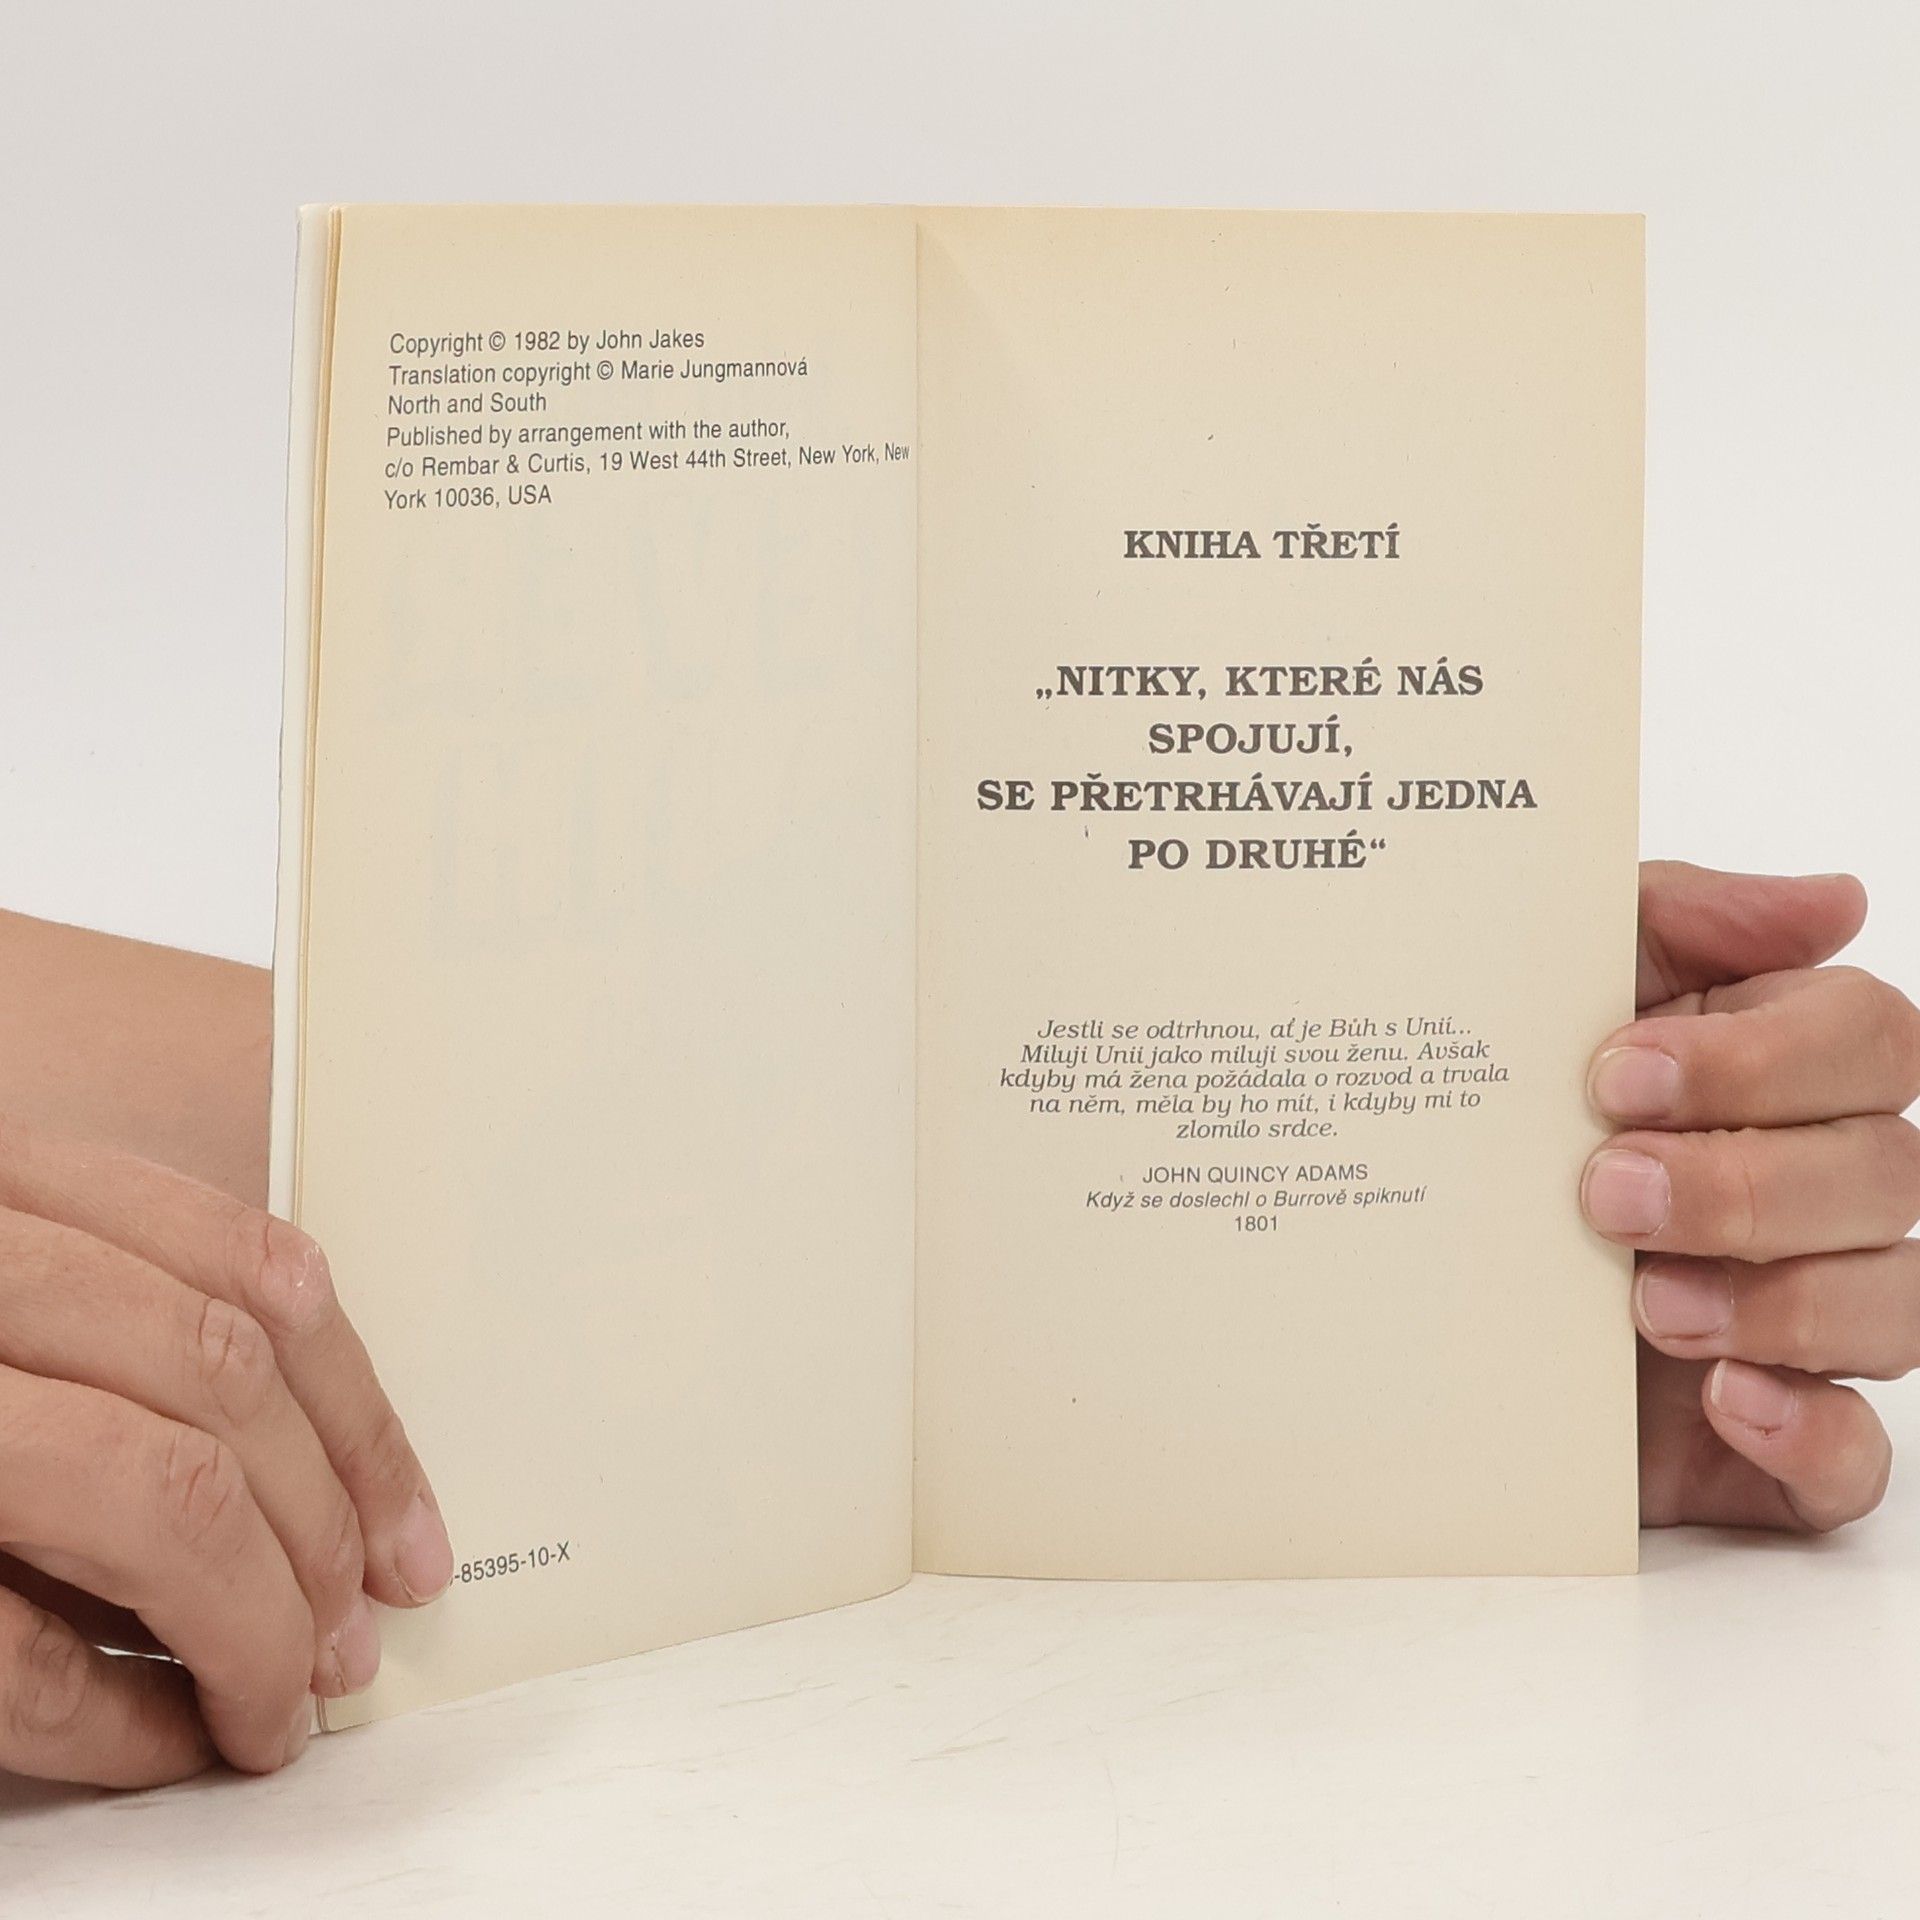 Copyright © 1982 by John Jakes
Translation copyright © Marie Jungmannová
North and South
Published by arrangement with the author,
c/o Rembar & Curtis, 19 West 44th Street, New York, New
York 10036, USA
-85395-10-X
KNIHA TŘETÍ
„NITKY, KTERÉ NÁS
SPOJUJÍ,
SE PŘETRHÁVAJÍ JEDNA
PO DRUHÉ“
Jestli se odtrhnou, ať je Bůh s Unií...
Miluji Unii jako miluji svou ženu. Avšak
kdyby má žena požádala o rozvod a trvala
na něm, měla by ho mít, i kdyby mi to
zlomilo srdce.
JOHN QUINCY ADAMS
Když se doslechl o Burrově spiknutí
1801